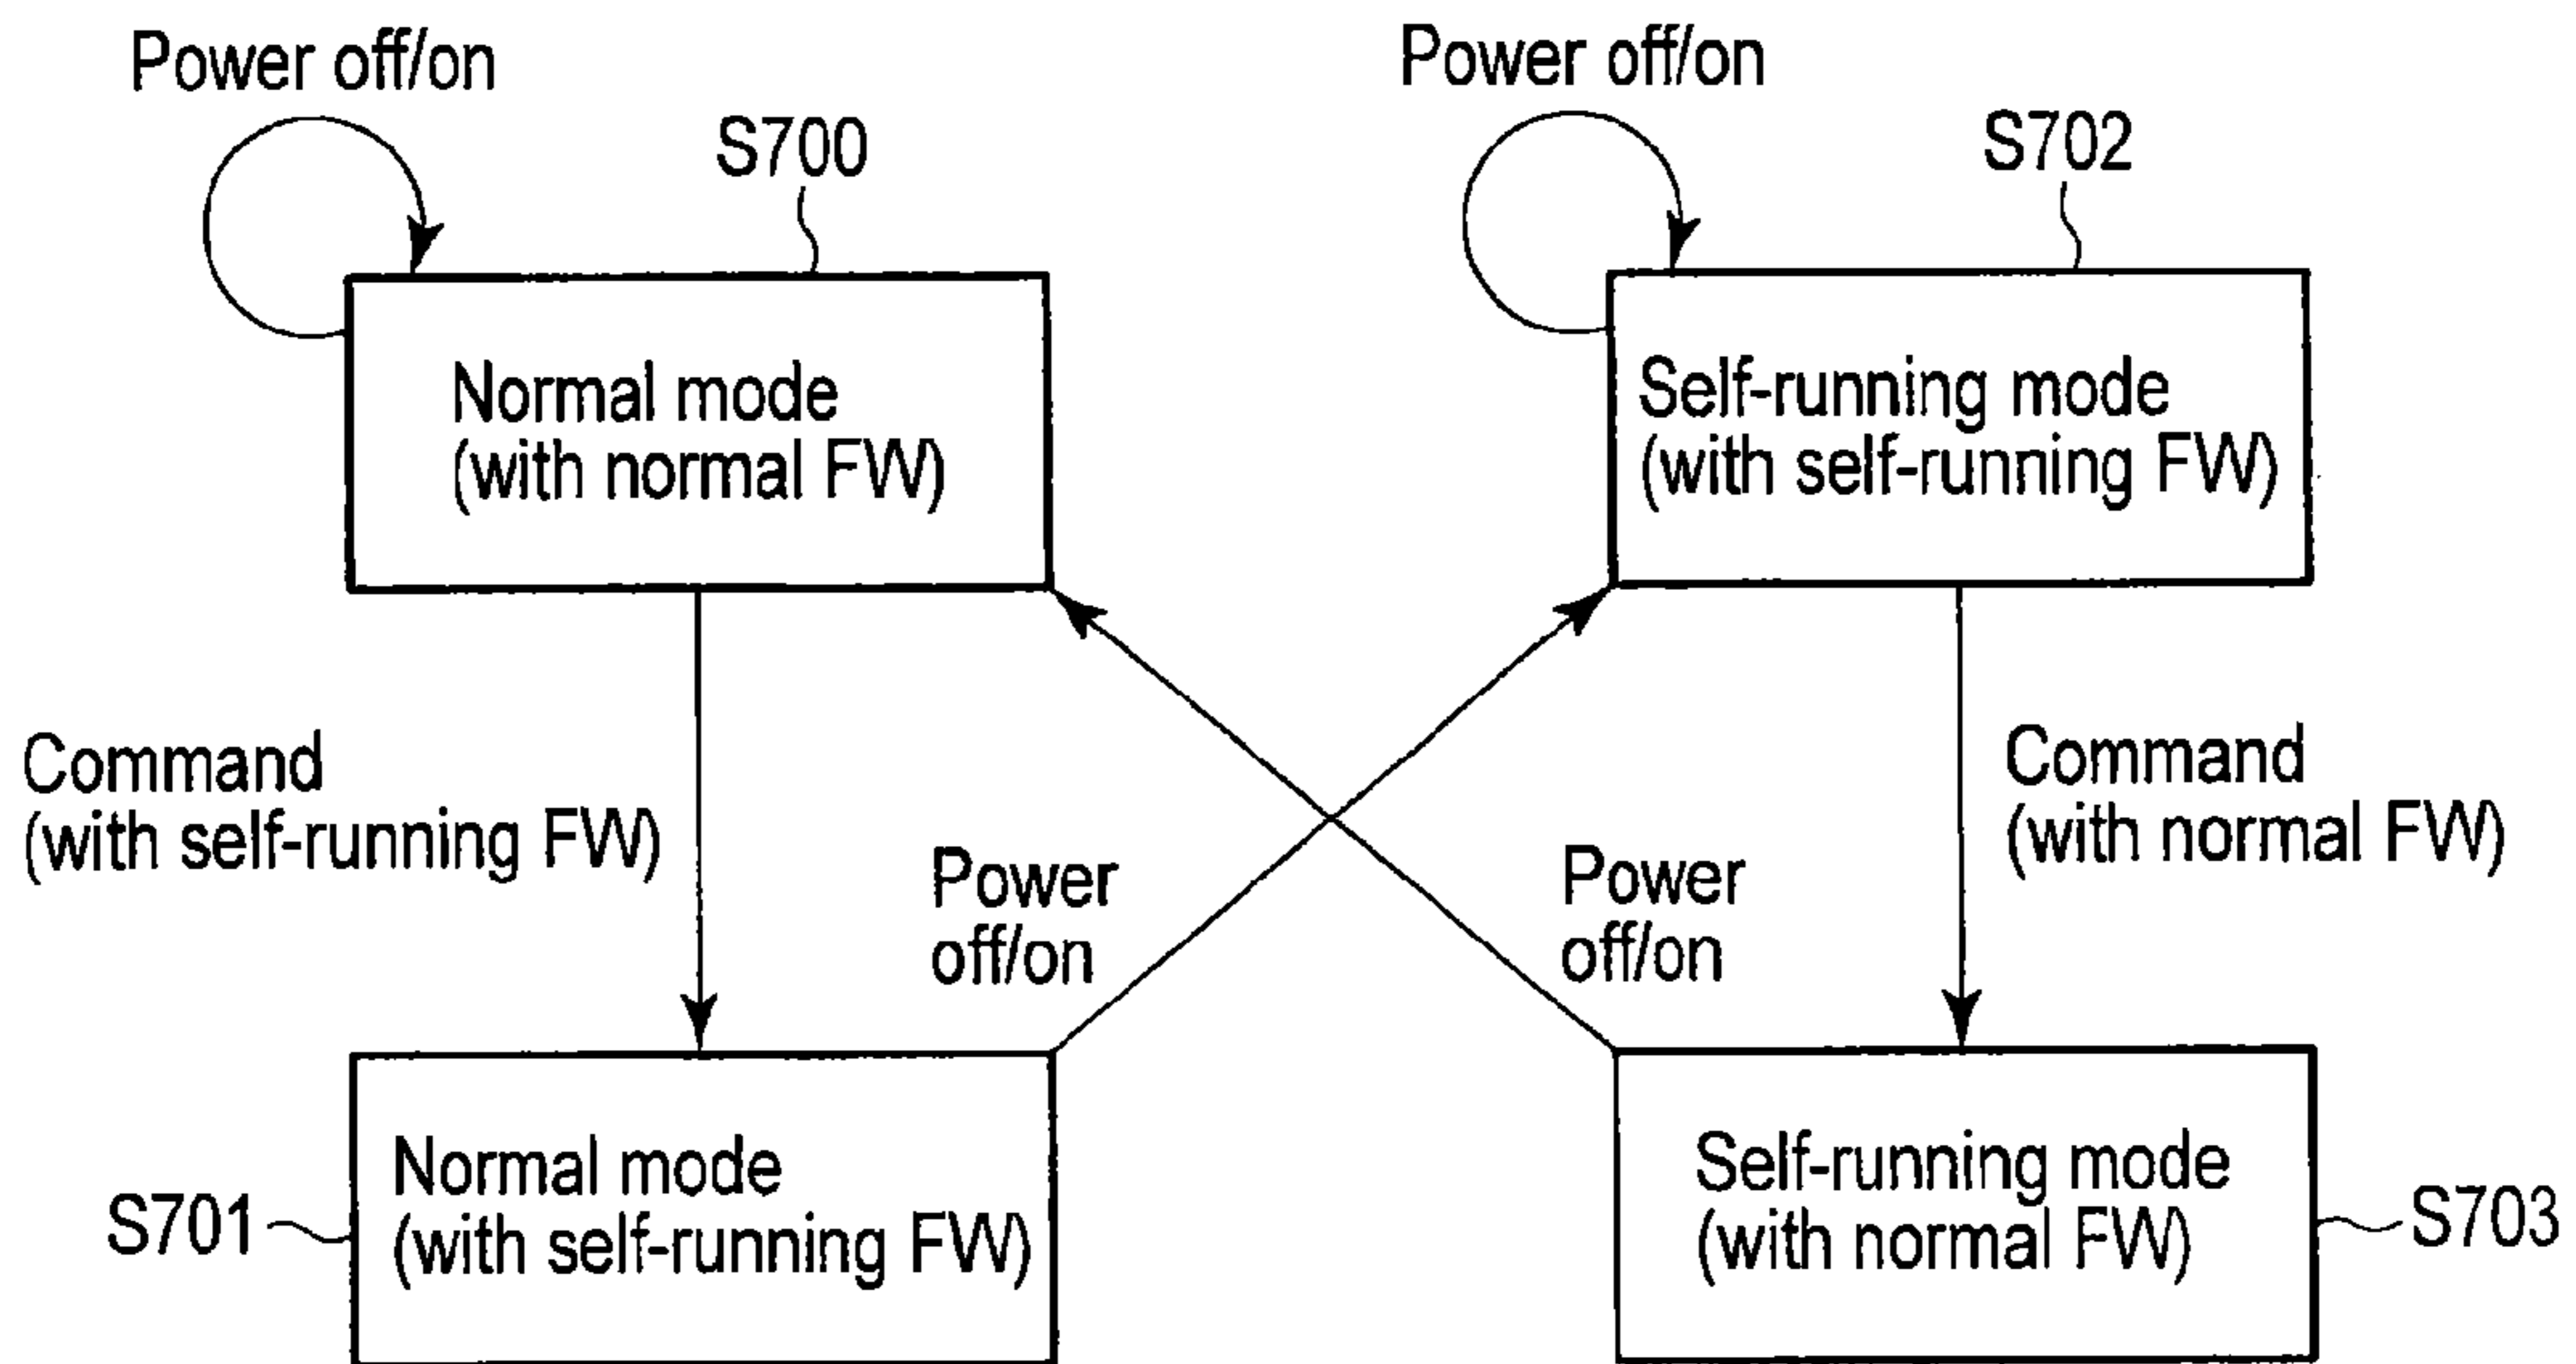 Power off/on
Power off/on
S700
S702
Normal mode
(with normal FW)
Self-running mode
(with self-running FW)
Command
(with self-running FW)
Command
(with normal FW)
Power
off/on
Power
off/on
S701
Normal mode
(with self-running FW)
Self-running mode
(with normal FW)
S703